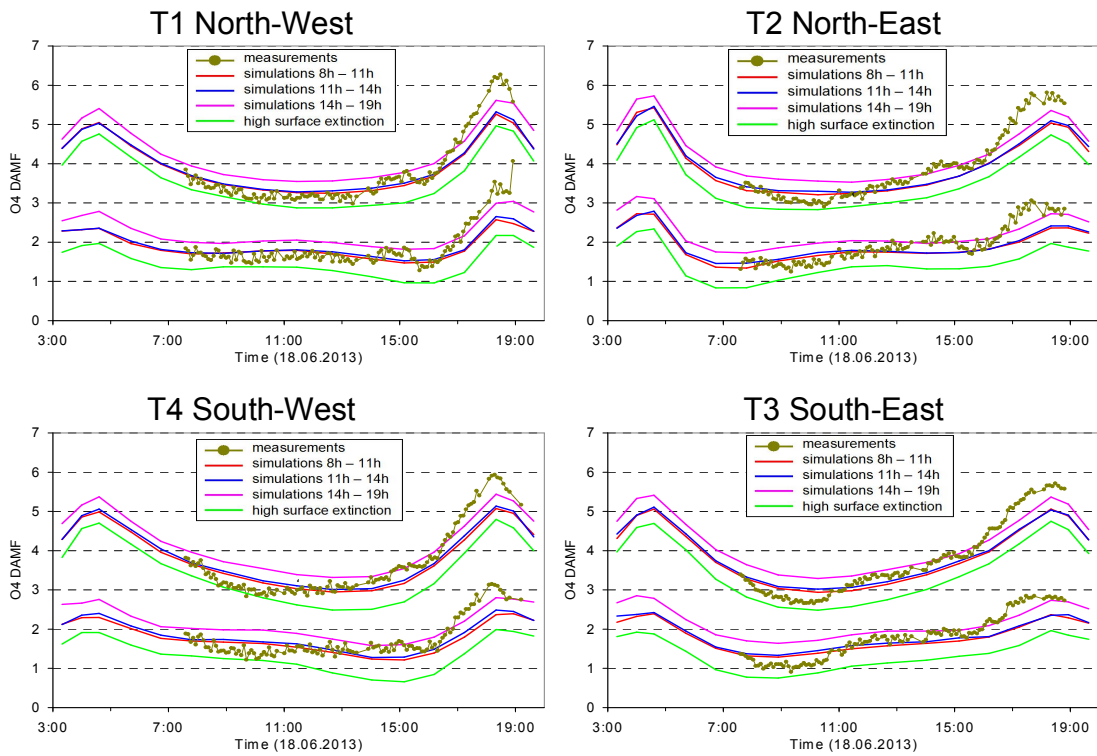 T1 North-West
7
6
5
4
3
2
1
0
O4 DAMF
measurements
simulations 8h – 11h
simulations 11h – 14h
simulations 14h – 19h
high surface extinction
3:00 7:00 11:00 15:00 19:00
Time (18.06.2013)
T2 North-East
7
6
5
4
3
2
1
0
O4 DAMF
measurements
simulations 8h – 11h
simulations 11h – 14h
simulations 14h – 19h
high surface extinction
3:00 7:00 11:00 15:00 19:00
Time (18.06.2013)
T4 South-West
7
6
5
4
3
2
1
0
O4 DAMF
measurements
simulations 8h – 11h
simulations 11h – 14h
simulations 14h – 19h
high surface extinction
3:00 7:00 11:00 15:00 19:00
Time (18.06.2013)
T3 South-East
7
6
5
4
3
2
1
0
O4 DAMF
measurements
simulations 8h – 11h
simulations 11h – 14h
simulations 14h – 19h
high surface extinction
3:00 7:00 11:00 15:00 19:00
Time (18.06.2013)